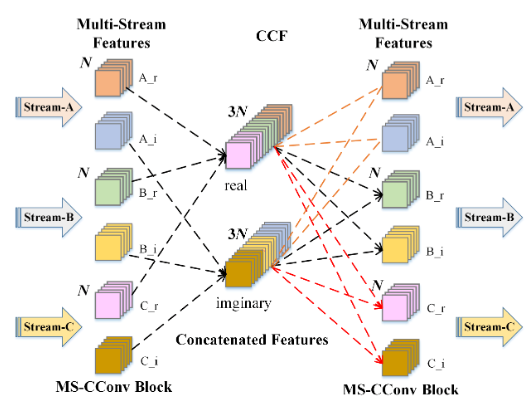 Multi-Stream
Features
CCF
Multi-Stream
Features
N
A_r
3N
N
A_r
Stream-A
Stream-A
A_i
A_i
N
B_r
real
N
B_r
Stream-B
Stream-B
B_i
3N
B_i
N
C_r
imginary
N
C_r
Stream-C
Stream-C
Concatenated Features
C_i
C_i
MS-CConv Block
MS-CConv Block